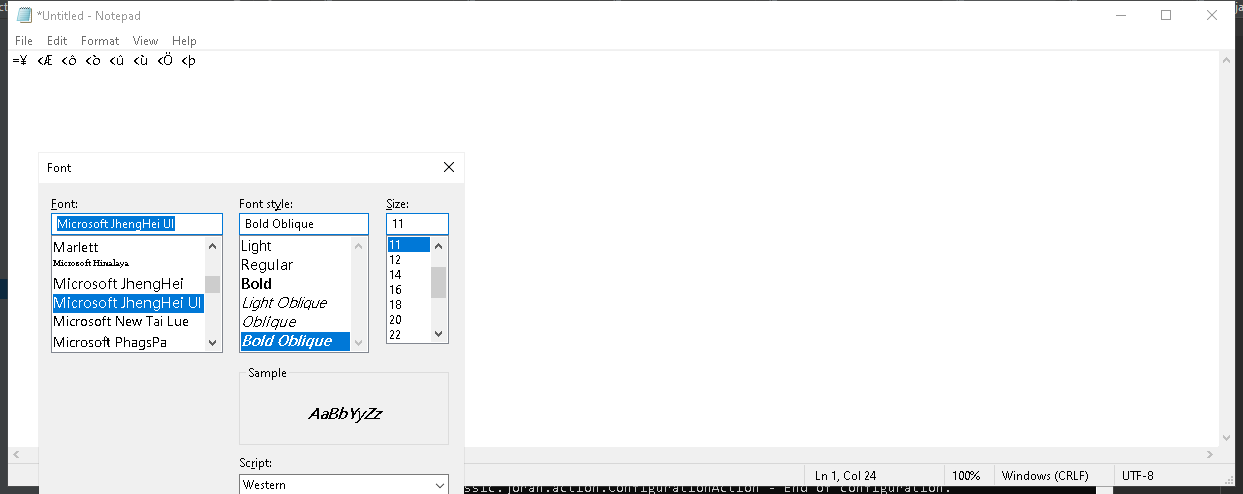 *Untitled - Notepad
File Edit Format View Help
=¥ <Æ <ô <ò <û <ù <Ö <þ
Font
Font: Font style: Size:
Microsoft JhengHei UI Bold Oblique 11
Marlett Light 11
Microsoft Himalaya Regular 12
Microsoft JhengHei Bold 14
Microsoft JhengHei UI Light Oblique 16
Microsoft New Tai Lue Oblique 18
Microsoft PhagsPa Bold Oblique 20
22
Sample
AaBbYyZz
Script:
Western
Ln 1, Col 24 100% Windows (CRLF) UTF-8
ssic.joran.action.ConfigurationAction - End of configuration.